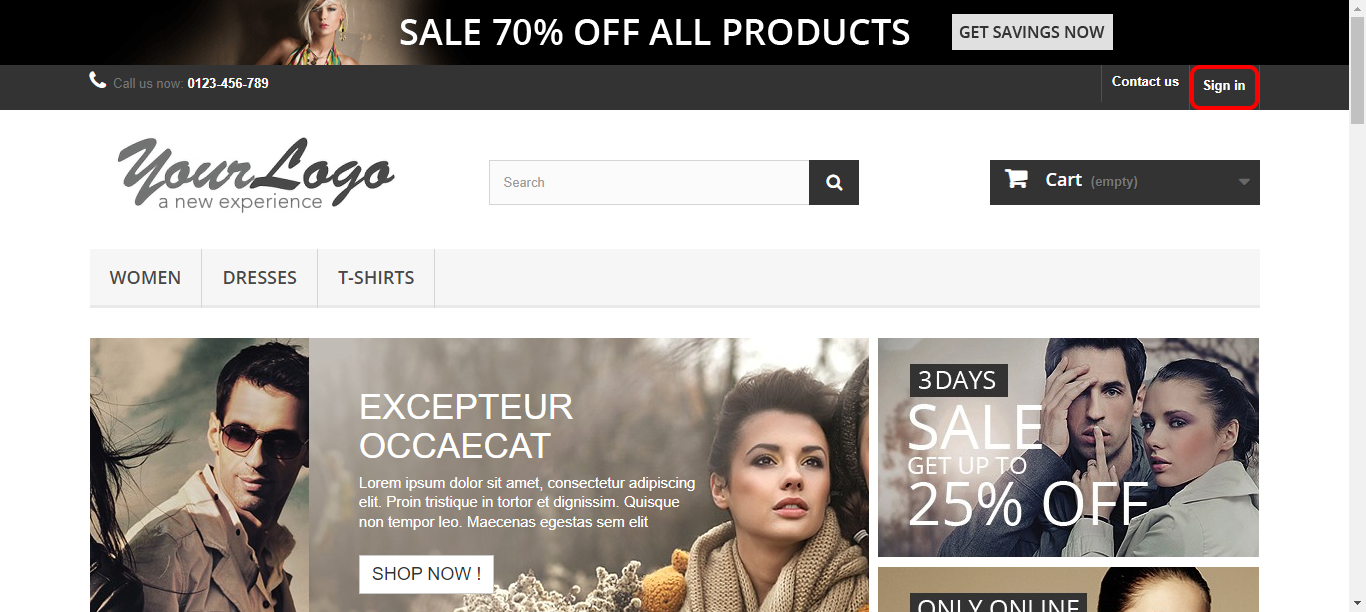 SALE 70% OFF ALL PRODUCTS
GET SAVINGS NOW
Call us now: 0123-456-789
Contact us
Sign in
YourLogo
a new experience
Search
Cart (empty)
WOMEN
DRESSES
T-SHIRTS
EXCEPTEUR
OCCAECAT
Lorem ipsum dolor sit amet, consectetur adipiscing
elit. Proin tristique in tortor et dignissim. Quisque
non tempor leo. Maecenas egestas sem elit
SHOP NOW !
3 DAYS
SALE
GET UP TO
25% OFF
ONLY ONLINE